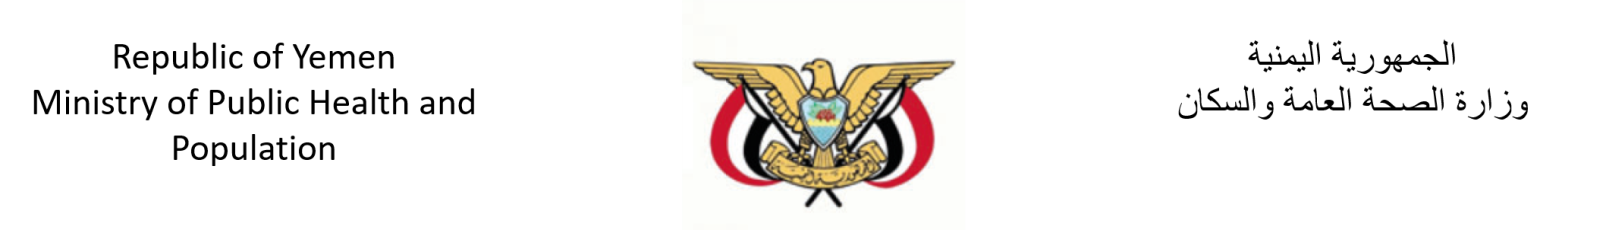 Republic of Yemen
Ministry of Public Health and
Population
الجمهورية اليمنية
وزارة الصحة العامة والسكان